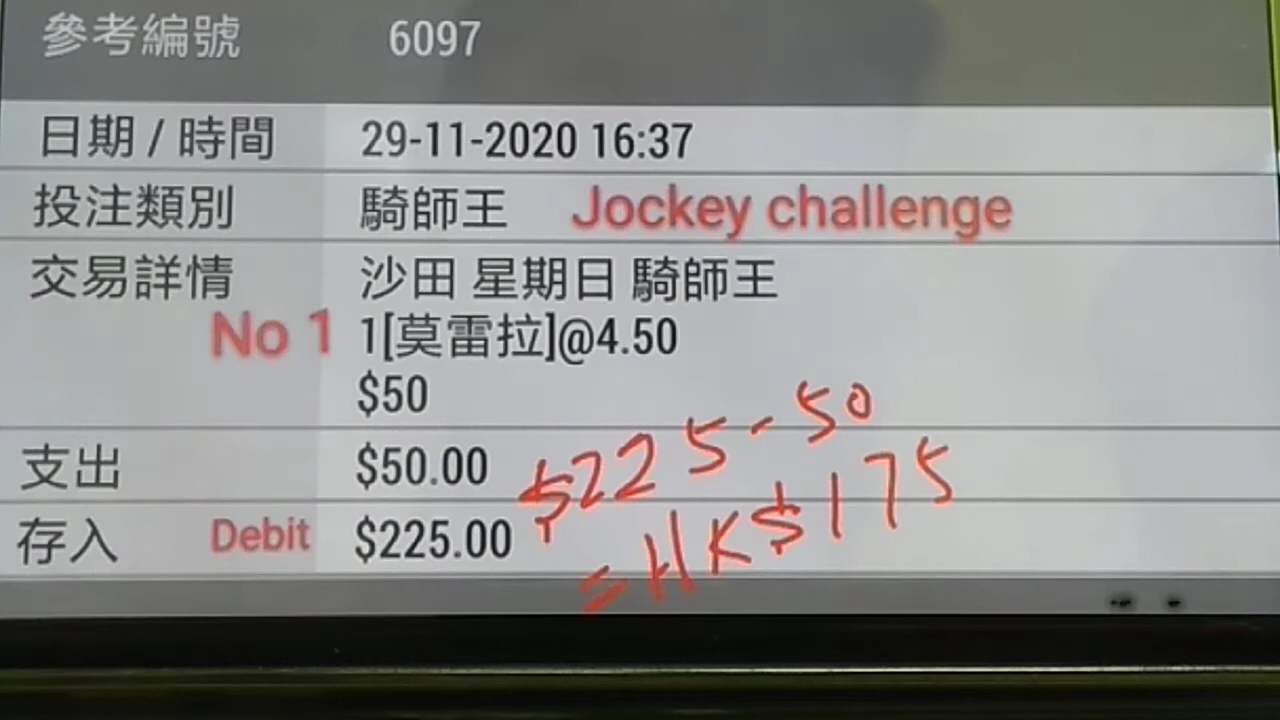 參考編號 6097
日期 / 時間 29-11-2020 16:37
投注類別 騎師王 Jockey challenge
交易詳情 沙田 星期日 騎師王
No 1 1[莫雷拉]@4.50
$50
支出 $50.00 $225-50
存入 Debit $225.00 =HK$175